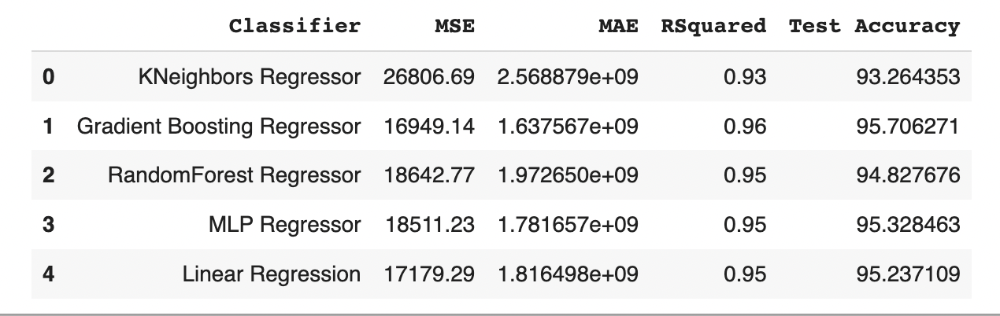 Classifier MSE MAE RSquared Test Accuracy
0 KNeighbors Regressor 26806.69 2.568879e+09 0.93 93.264353
1 Gradient Boosting Regressor 16949.14 1.637567e+09 0.96 95.706271
2 RandomForest Regressor 18642.77 1.972650e+09 0.95 94.827676
3 MLP Regressor 18511.23 1.781657e+09 0.95 95.328463
4 Linear Regression 17179.29 1.816498e+09 0.95 95.237109